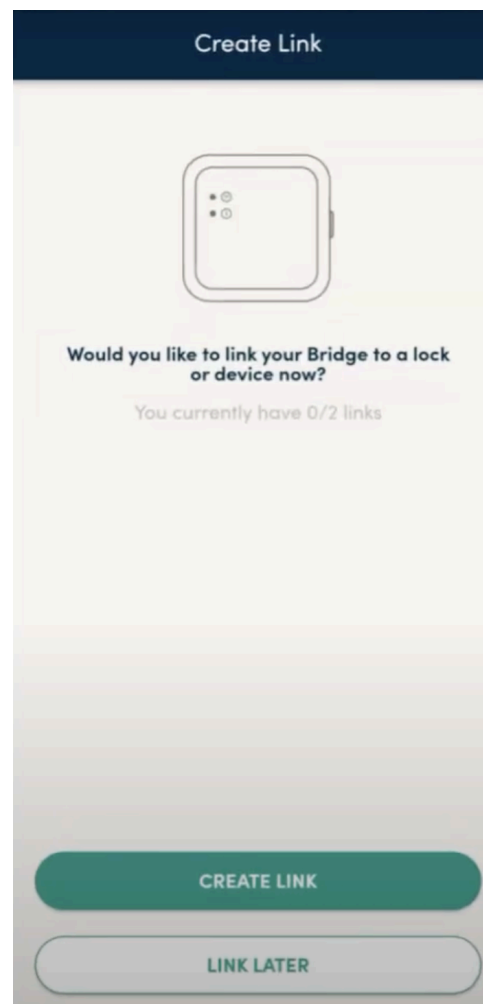 Create Link
Would you like to link your Bridge to a lock
or device now?
You currently have 0/2 links
CREATE LINK
LINK LATER